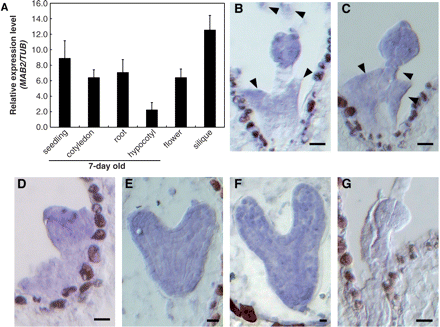 A
B
C
Relative expression level
(MAB2/TUB)
16.0
14.0
12.0
10.0
8.0
6.0
4.0
2.0
0.0
seedling
cotyledon
root
hypocotyl
flower
silique
7-day old
D
E
F
G